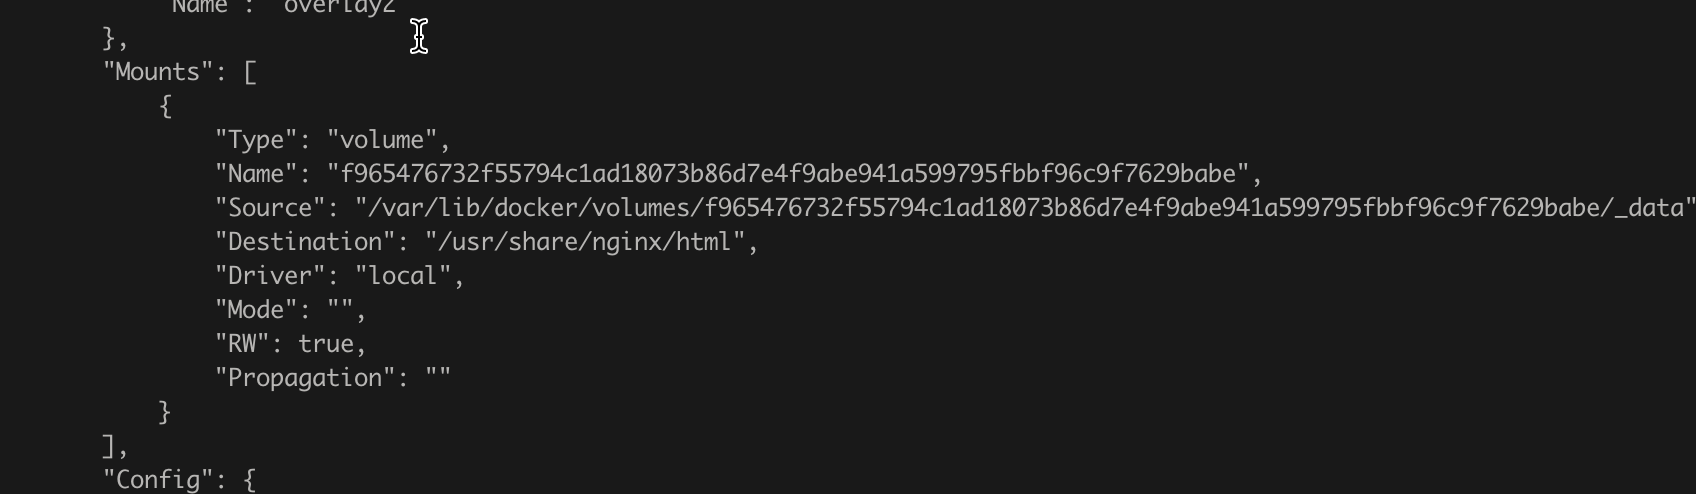 "Name": "overlay2"
},
"Mounts": [
{
"Type": "volume",
"Name": "f965476732f55794c1ad18073b86d7e4f9abe941a599795fbbf96c9f7629babe",
"Source": "/var/lib/docker/volumes/f965476732f55794c1ad18073b86d7e4f9abe941a599795fbbf96c9f7629babe/_data"
"Destination": "/usr/share/nginx/html",
"Driver": "local",
"Mode": "",
"RW": true,
"Propagation": ""
}
],
"Config": {